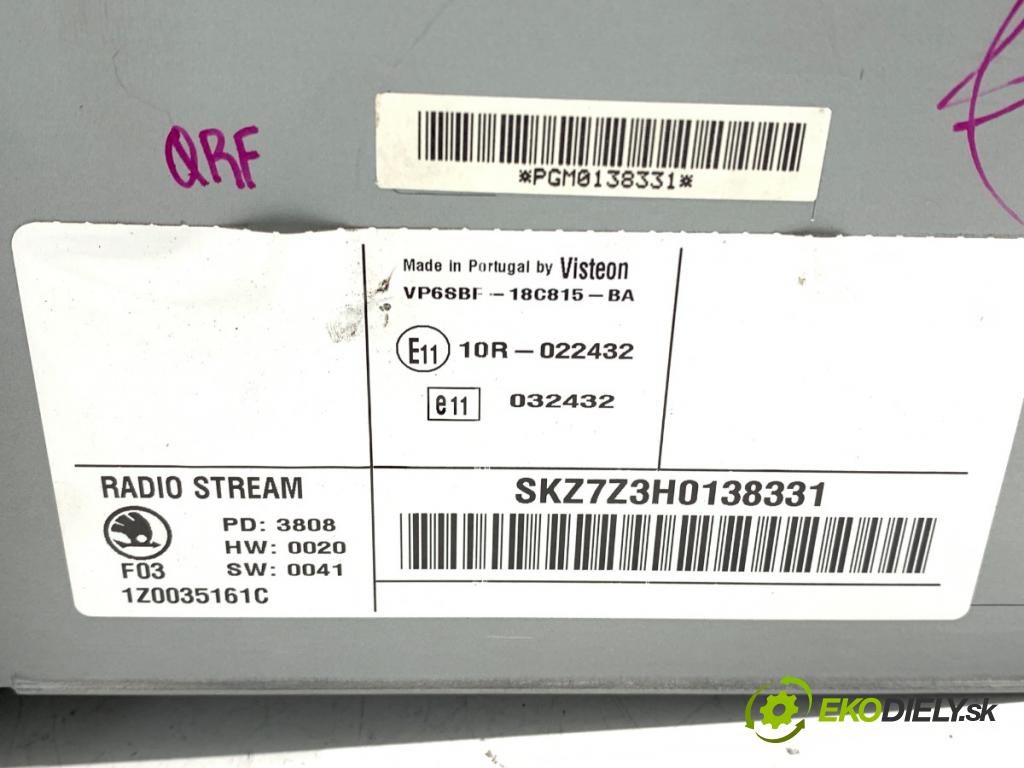 QRF
*PGM0138331*
Made in Portugal by Visteon
VP6SBF-18C815-BA
E11 10R-022432
e11 032432
RADIO STREAM
PD: 3808
HW: 0020
F03 SW: 0041
1Z0035161C
SKZ7Z3H0138331
EKODIELY.sk